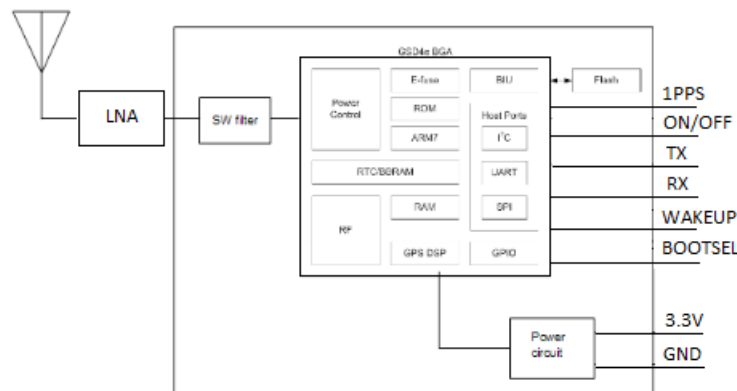 GSD4e BGA
E-fuse
BIU
Flash
Power
Control
ROM
Host Ports
1PPS
LNA
SW filter
ARM7
I²C
ON/OFF
TX
RTC/BBRAM
UART
RX
RAM
SPI
WAKEUP
RF
GPS DSP
GPIO
BOOTSEL
3.3V
Power
circuit
GND